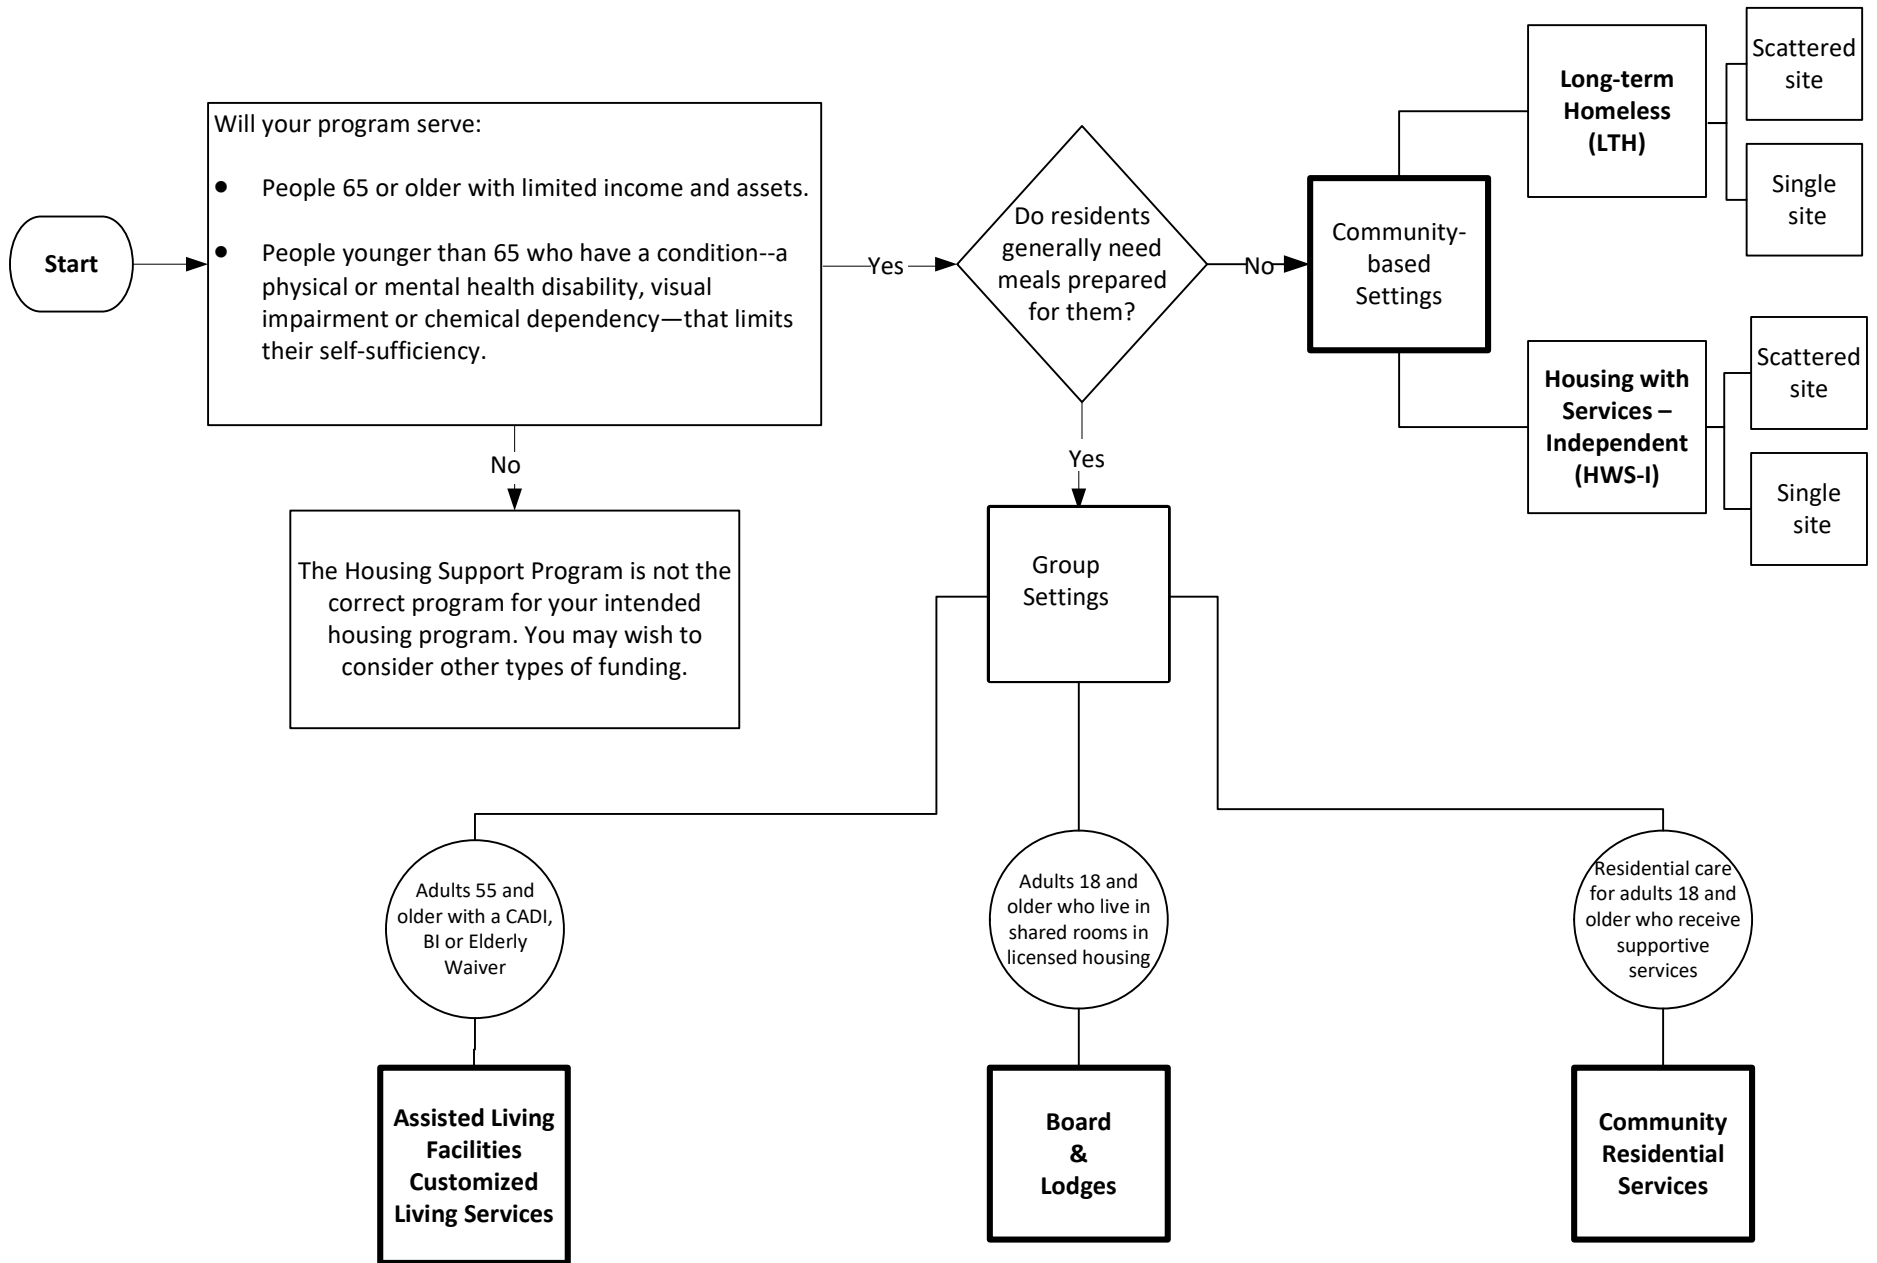 Start
Will your program serve:
● People 65 or older with limited income and assets.
● People younger than 65 who have a condition--a
physical or mental health disability, visual
impairment or chemical dependency—that limits
their self-sufficiency.
Yes
No
The Housing Support Program is not the
correct program for your intended
housing program. You may wish to
consider other types of funding.
Do residents
generally need
meals prepared
for them?
No
Yes
Community-
based
Settings
Long-term
Homeless
(LTH)
Scattered
site
Single
site
Housing with
Services –
Independent
(HWS-I)
Scattered
site
Single
site
Group
Settings
Adults 55 and
older with a CADI,
BI or Elderly
Waiver
Adults 18 and
older who live in
shared rooms in
licensed housing
Residential care
for adults 18 and
older who receive
supportive
services
Assisted Living
Facilities
Customized
Living Services
Board
&
Lodges
Community
Residential
Services